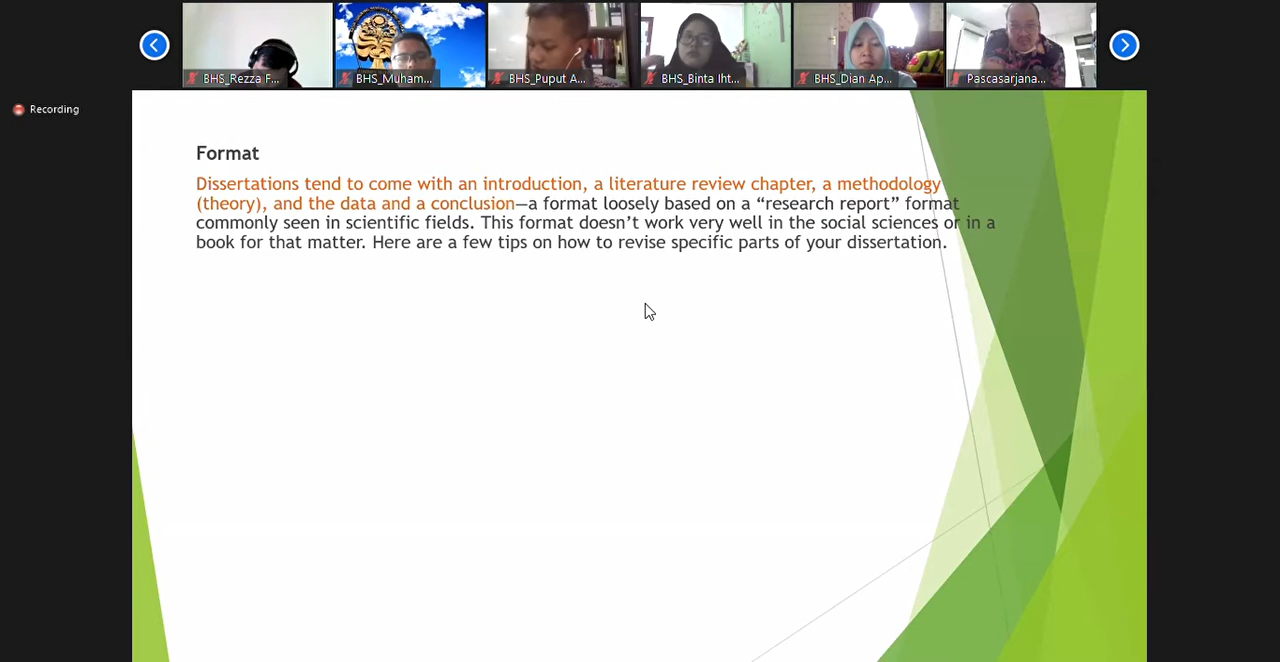 BHS_Rezza F...
BHS_Muham...
BHS_Puput A...
BHS_Binta Iht...
BHS_Dian Ap...
Pascasarjana...
Recording
Format
Dissertations tend to come with an introduction, a literature review chapter, a methodology
(theory), and the data and a conclusion—a format loosely based on a “research report” format
commonly seen in scientific fields. This format doesn’t work very well in the social sciences or in a
book for that matter. Here are a few tips on how to revise specific parts of your dissertation.